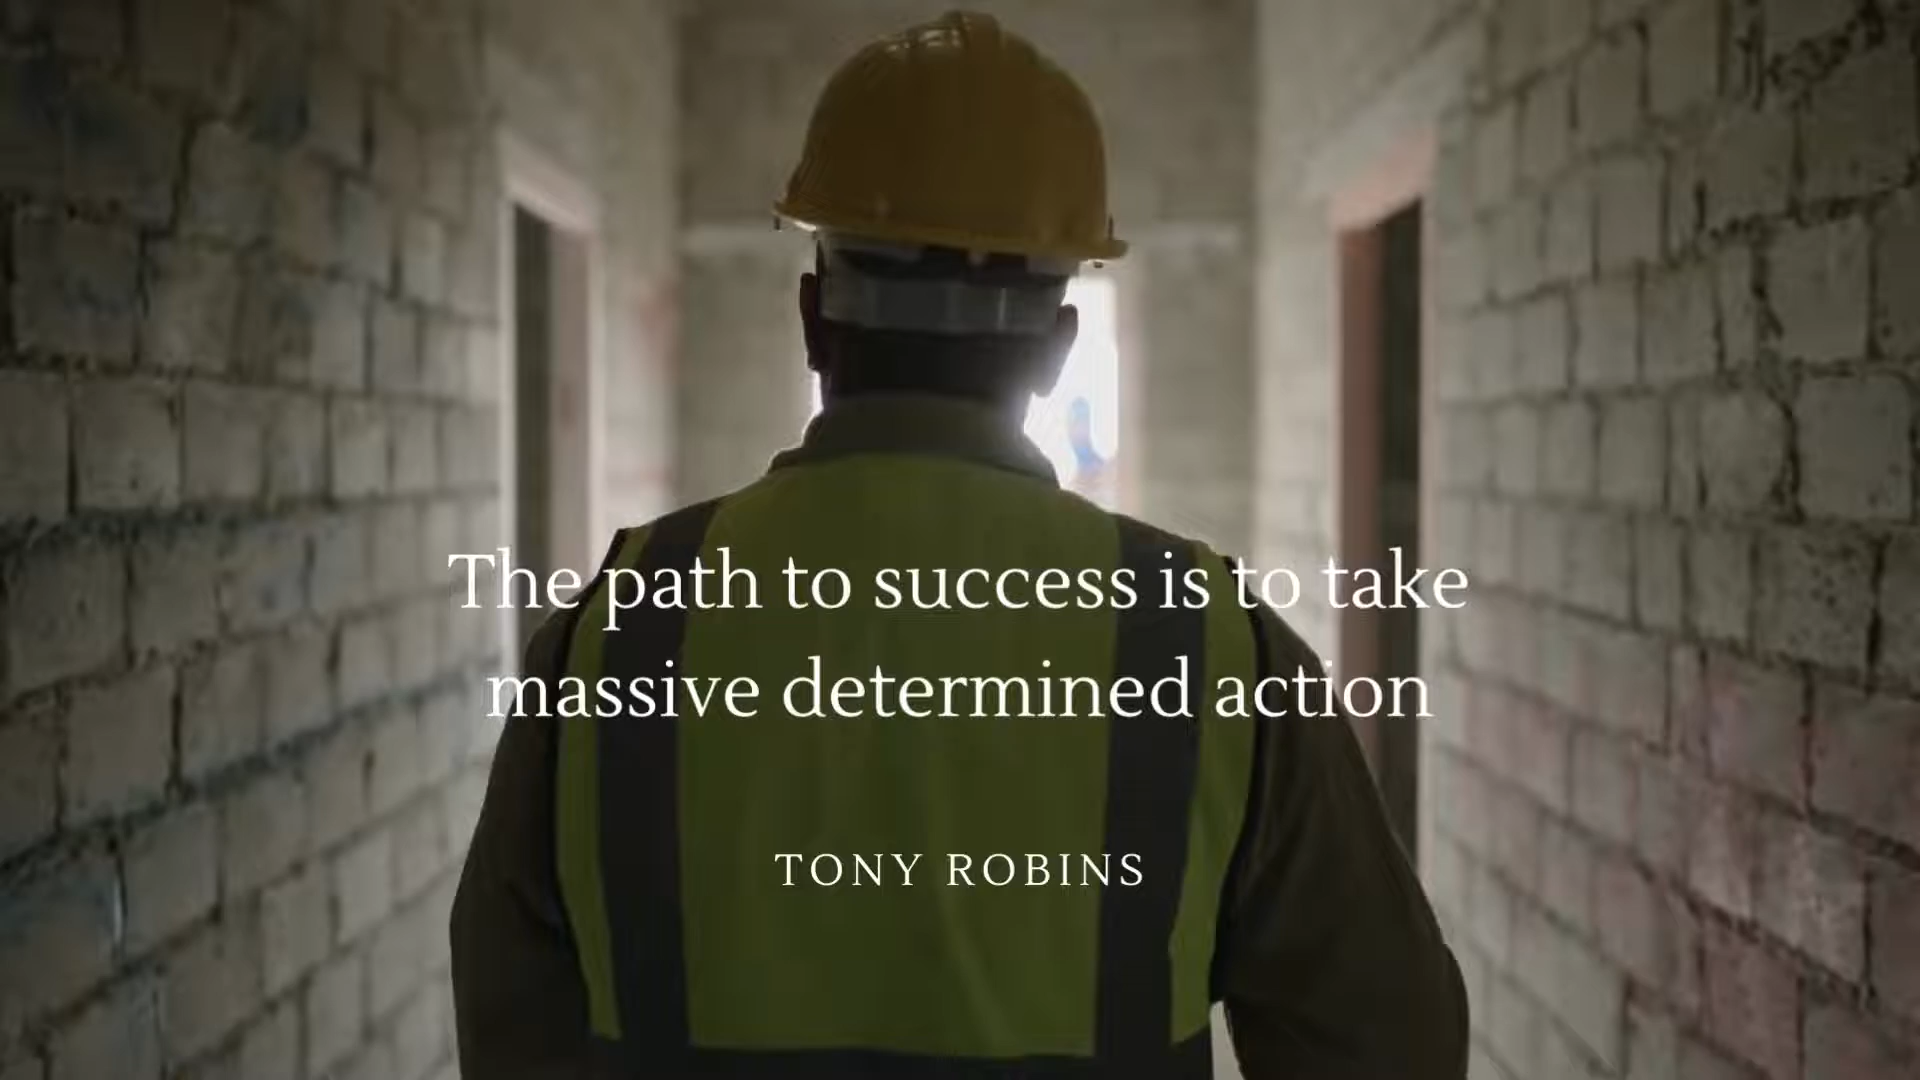 The path to success is to take
massive determined action
TONY ROBINS